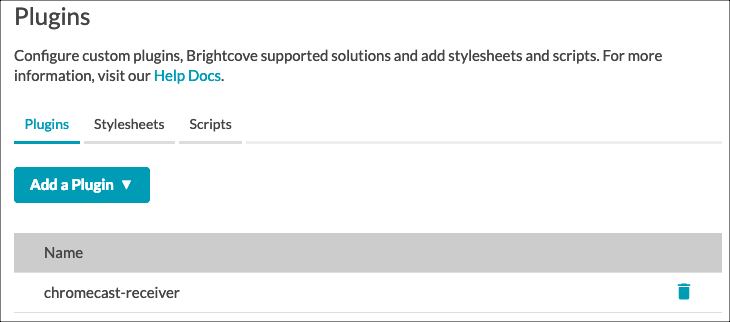 Plugins
Configure custom plugins, Brightcove supported solutions and add stylesheets and scripts. For more
information, visit our Help Docs.
Plugins Stylesheets Scripts
Add a Plugin ▼
Name
chromecast-receiver